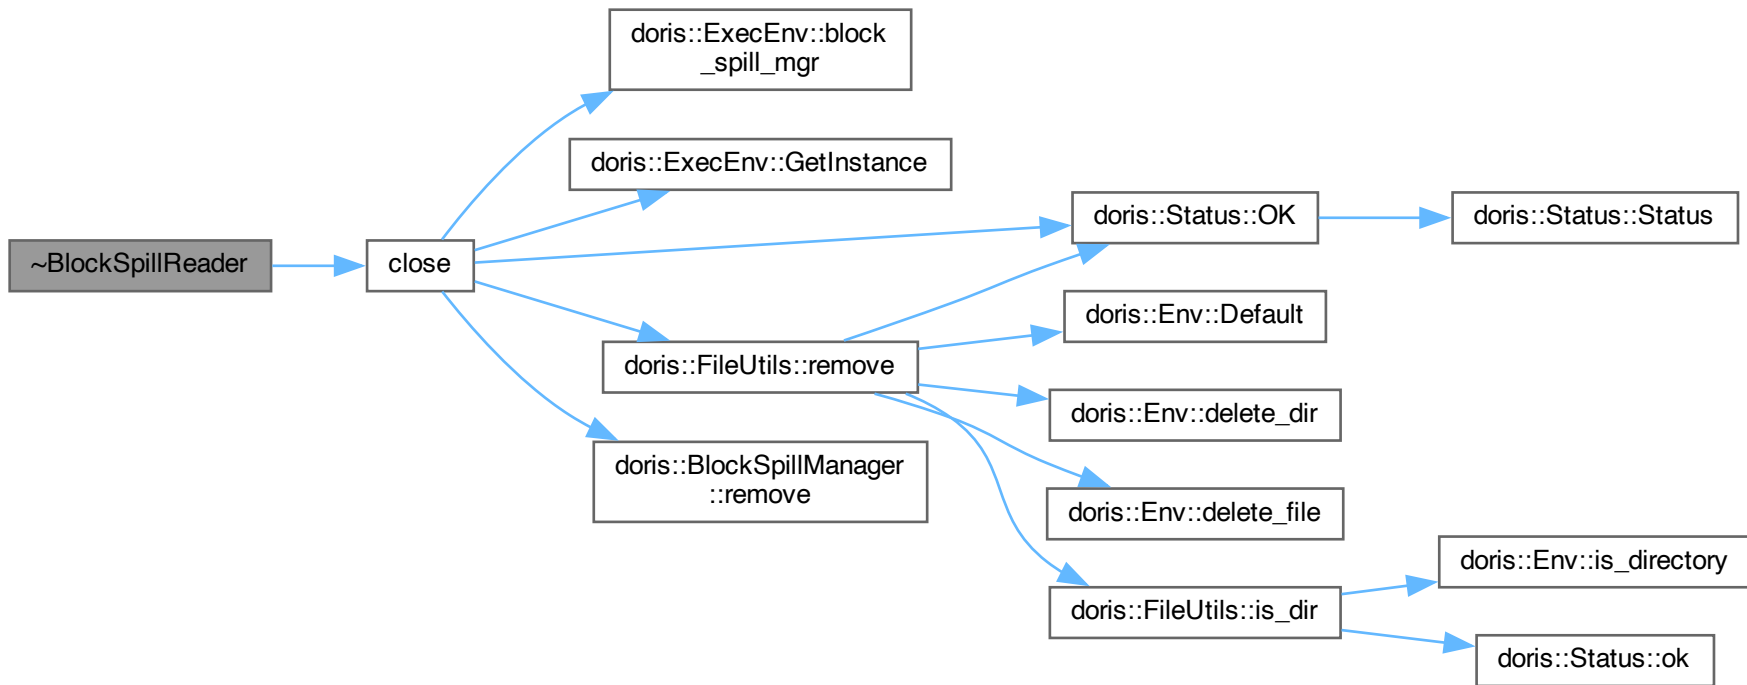 doris::ExecEnv::block
_spill_mgr
doris::ExecEnv::GetInstance
doris::Status::OK
doris::Status::Status
~BlockSpillReader
close
doris::Env::Default
doris::FileUtils::remove
doris::Env::delete_dir
doris::BlockSpillManager
::remove
doris::Env::delete_file
doris::Env::is_directory
doris::FileUtils::is_dir
doris::Status::ok